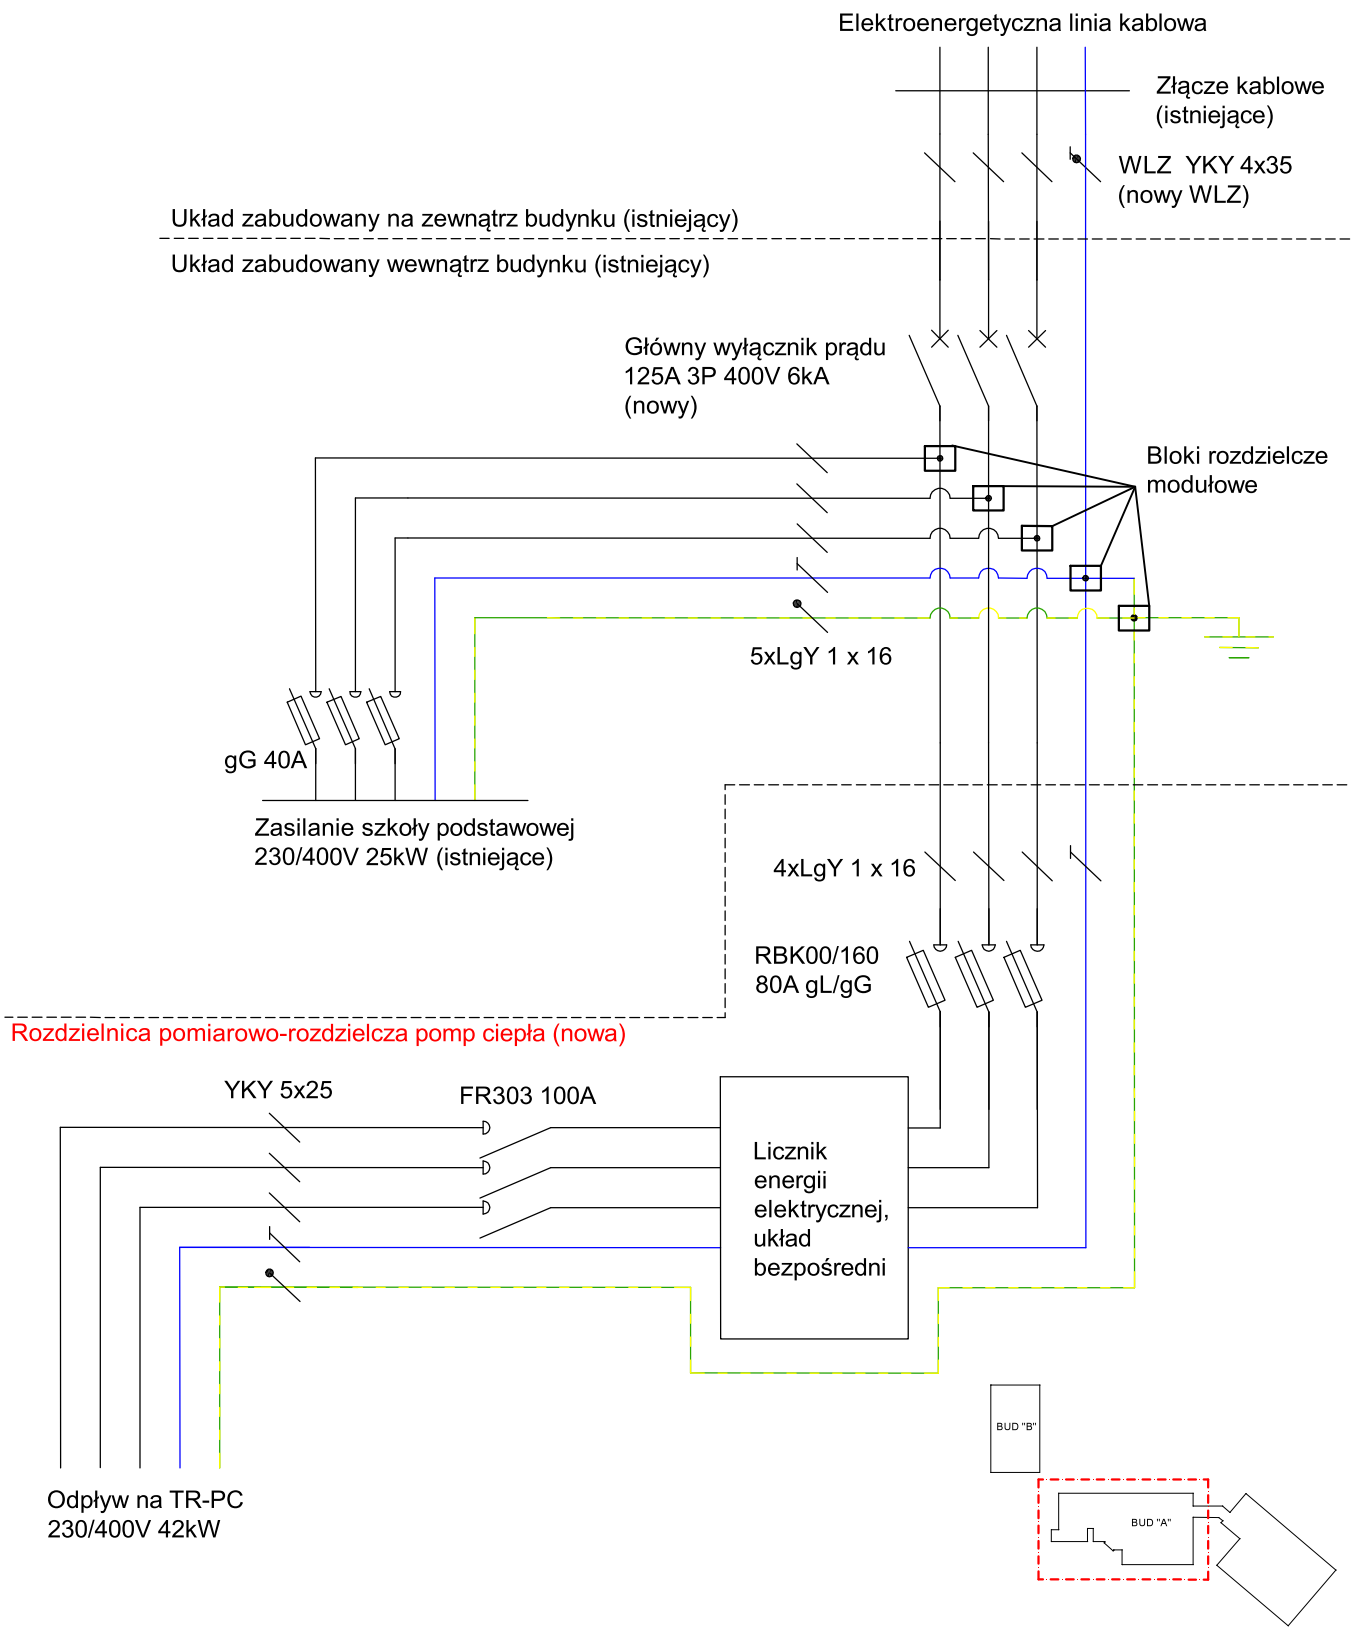 Elektroenergetyczna linia kablowa
Złącze kablowe
(istniejące)
WLZ  YKY 4x35
(nowy WLZ)
Układ zabudowany na zewnątrz budynku (istniejący)
Układ zabudowany wewnątrz budynku (istniejący)
Główny wyłącznik prądu
125A 3P 400V 6kA
(nowy)
Bloki rozdzielcze
modułowe
5xLgY 1 x 16
gG 40A
Zasilanie szkoły podstawowej
230/400V 25kW (istniejące)
4xLgY 1 x 16
RBK00/160
80A gL/gG
Rozdzielnica pomiarowo-rozdzielcza pomp ciepła (nowa)
YKY 5x25
FR303 100A
Licznik
energii
elektrycznej,
układ
bezpośredni
BUD "B"
Odpływ na TR-PC
230/400V 42kW
BUD "A"